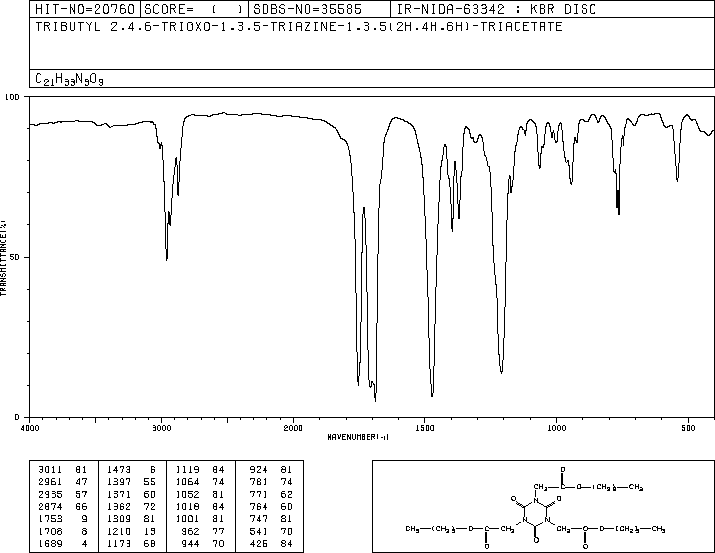 HIT-NO=20760 SCORE= ( ) SDBS-NO=35585 IR-NIDA-63342 : KBR DISC
TRIBUTYL 2.4.6-TRIOXO-1.3.5-TRIAZINE-1.3.5(2H.4H.6H)-TRIACETATE
C21H33N3O9
100
50
0
TRANSMITTANCE(%)
4000 3000 2000 1500 1000 500
WAVENUMBER(-1)
3011 81 1473 6 1119 84 924 81
2961 47 1397 55 1064 74 781 74
2935 57 1371 60 1052 81 771 62
2874 66 1362 72 1018 84 764 60
1753 9 1309 81 1001 81 747 81
1708 8 1210 13 962 77 541 70
1689 4 1173 68 944 70 426 84